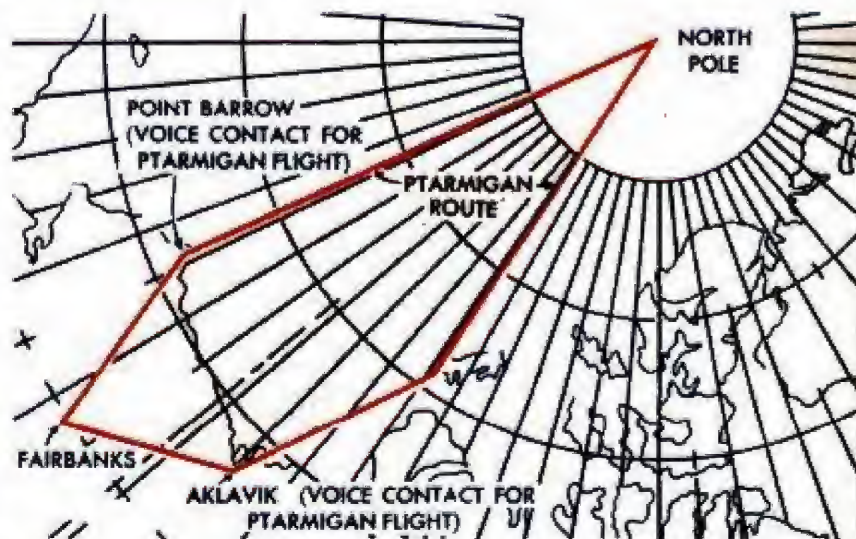 NORTH
POLE
POINT BARROW
(VOICE CONTACT FOR
PTARMIGAN FLIGHT)
PTARMIGAN
ROUTE
FAIRBANKS
AKLAVIK (VOICE CONTACT FOR
PTARMIGAN FLIGHT)